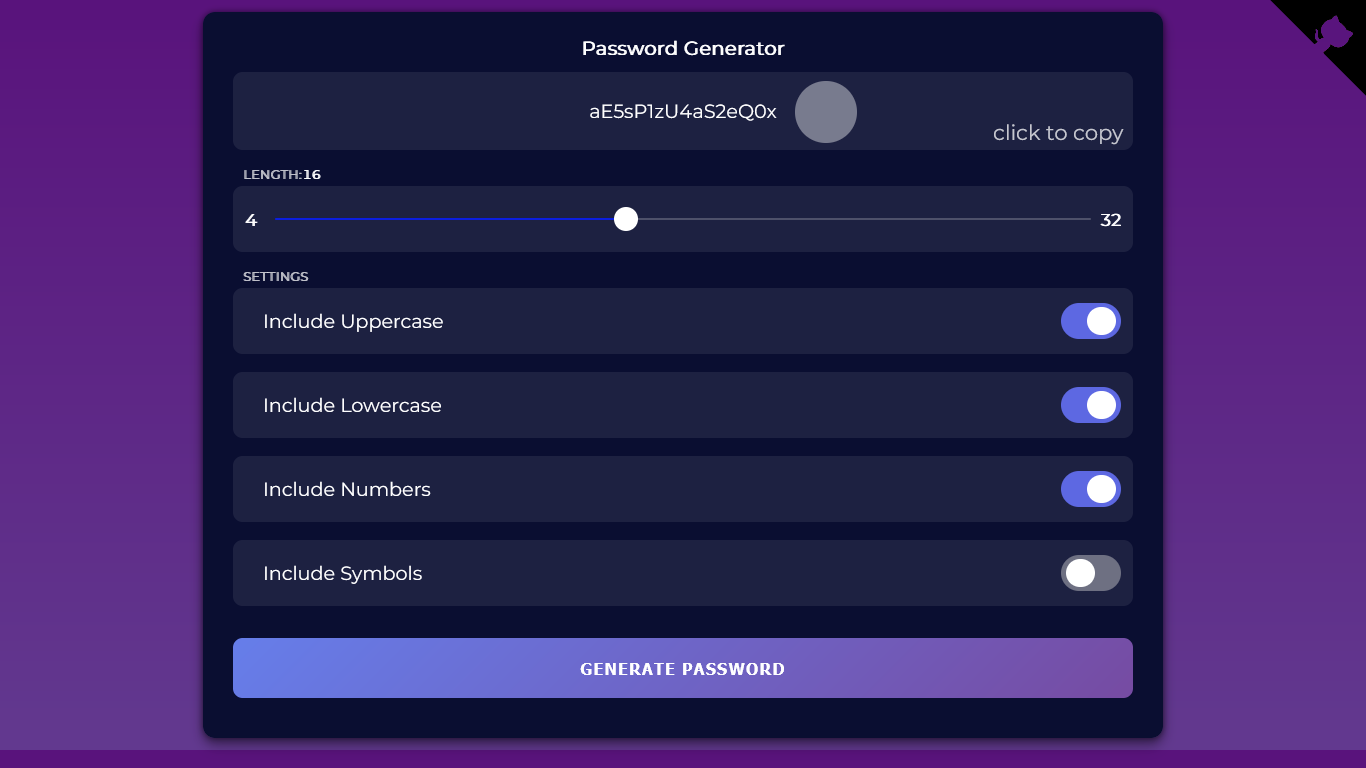 Password Generator
aE5sP1zU4aS2eQ0x
click to copy
LENGTH:16
4 32
SETTINGS
Include Uppercase
Include Lowercase
Include Numbers
Include Symbols
GENERATE PASSWORD